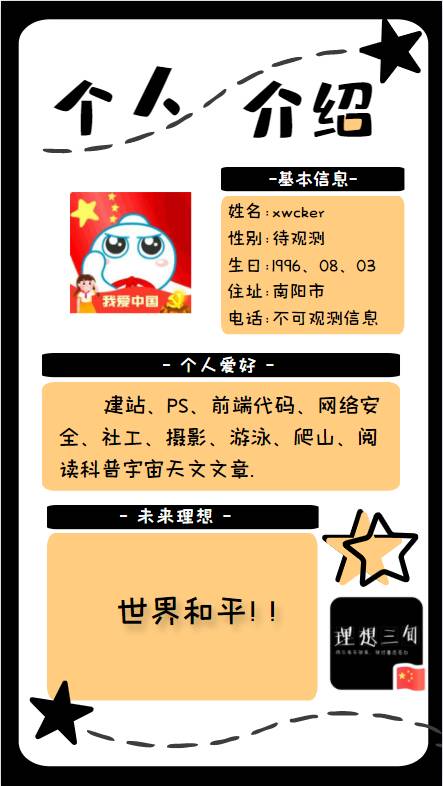 个人 介绍
-基本信息-
姓名:xwcker
性别:待观测
生日:1996、08、03
住址:南阳市
电话:不可观测信息
我爱中国
- 个人爱好 -
建站、PS、前端代码、网络安
全、社工、摄影、游泳、爬山、阅
读科普宇宙天文文章.
- 未来理想 -
世界和平!!
理想三旬